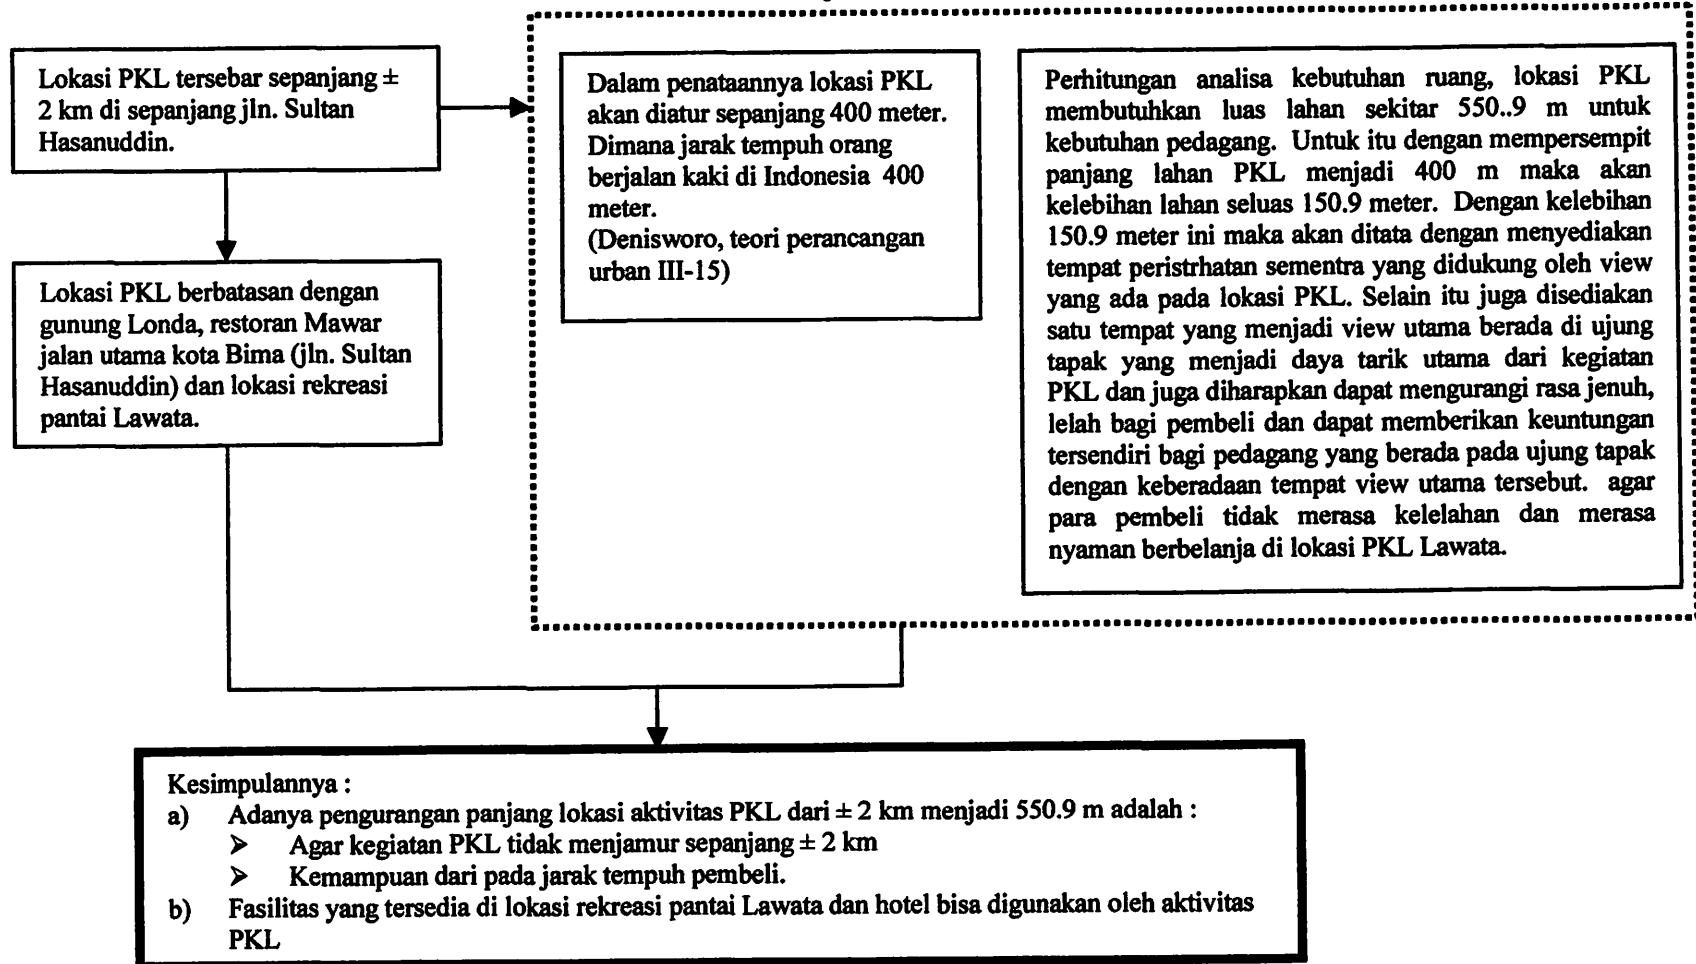 Lokasi PKL tersebar sepanjang ±
2 km di sepanjang jln. Sultan
Hasanuddin.
Lokasi PKL berbatasan dengan
gunung Londa, restoran Mawar
jalan utama kota Bima (jln. Sultan
Hasanuddin) dan lokasi rekreasi
pantai Lawata.
Dalam penataannya lokasi PKL
akan diatur sepanjang 400 meter.
Dimana jarak tempuh orang
berjalan kaki di Indonesia 400
meter.
(Denisworo, teori perancangan
urban III-15)
Perhitungan analisa kebutuhan ruang, lokasi PKL
membutuhkan luas lahan sekitar 550..9 m untuk
kebutuhan pedagang. Untuk itu dengan mempersempit
panjang lahan PKL menjadi 400 m maka akan
kelebihan lahan seluas 150.9 meter. Dengan kelebihan
150.9 meter ini maka akan ditata dengan menyediakan
tempat peristrhatan sementra yang didukung oleh view
yang ada pada lokasi PKL. Selain itu juga disediakan
satu tempat yang menjadi view utama berada di ujung
tapak yang menjadi daya tarik utama dari kegiatan
PKL dan juga diharapkan dapat mengurangi rasa jenuh,
lelah bagi pembeli dan dapat memberikan keuntungan
tersendiri bagi pedagang yang berada pada ujung tapak
dengan keberadaan tempat view utama tersebut. agar
para pembeli tidak merasa kelelahan dan merasa
nyaman berbelanja di lokasi PKL Lawata.
Kesimpulannya :
a) Adanya pengurangan panjang lokasi aktivitas PKL dari ± 2 km menjadi 550.9 m adalah :
➢ Agar kegiatan PKL tidak menjamur sepanjang ± 2 km
➢ Kemampuan dari pada jarak tempuh pembeli.
b) Fasilitas yang tersedia di lokasi rekreasi pantai Lawata dan hotel bisa digunakan oleh aktivitas
PKL